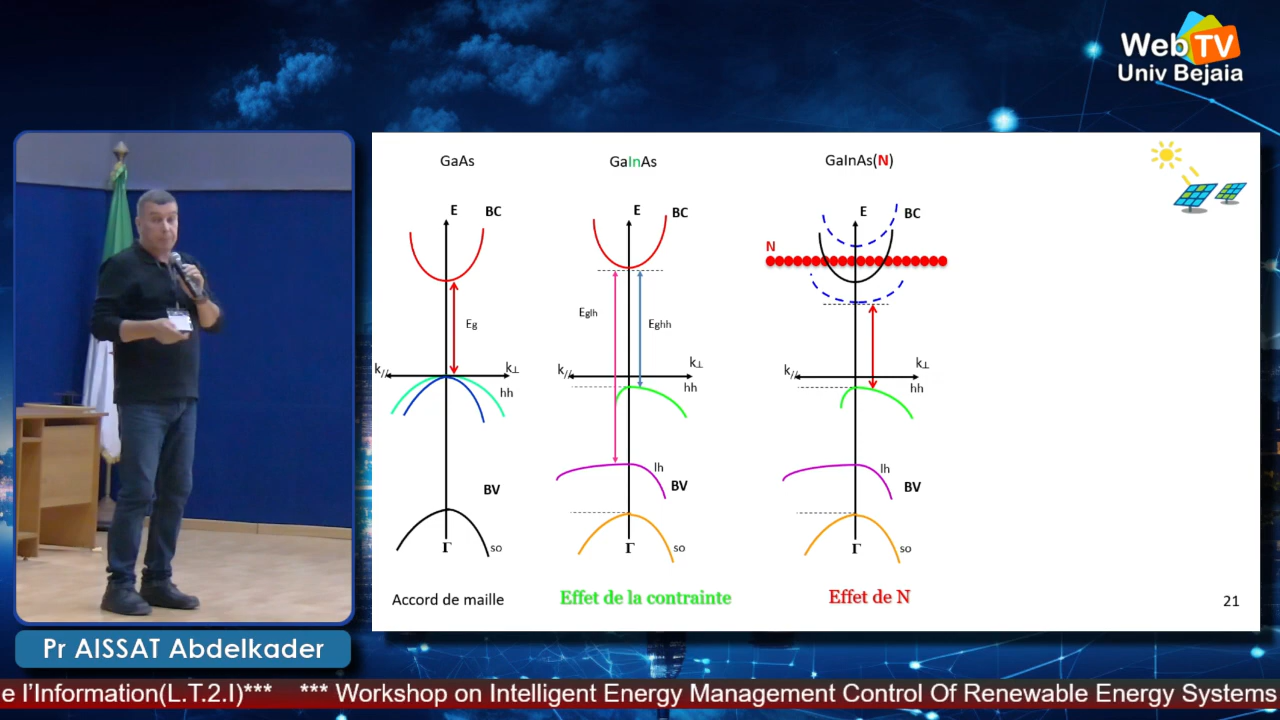 Web TV
Univ Bejaia
GaAs
GaInAs
GaInAs(N)
E BC
E BC
E BC
N
Eg
Eglh
Eghh
k// k⊥
k// k⊥
k// k⊥
hh
hh
hh
lh
lh
BV
BV
BV
Γ so
Γ so
Γ so
Accord de maille
Effet de la contrainte
Effet de N
21
Pr AISSAT Abdelkader
e l'Information(L.T.2.I)*** *** Workshop on Intelligent Energy Management Control Of Renewable Energy Systems